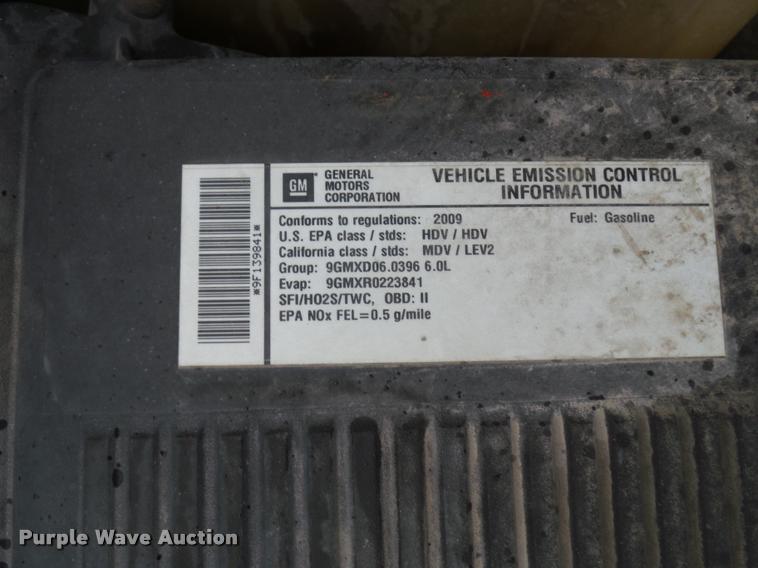 GM
GENERAL
MOTORS
CORPORATION
VEHICLE EMISSION CONTROL
INFORMATION
Conforms to regulations: 2009 Fuel: Gasoline
U.S. EPA class / stds: HDV / HDV
California class / stds: MDV / LEV2
Group: 9GMXD06.0396 6.0L
Evap: 9GMXR0223841
SFI/HO2S/TWC, OBD: II
EPA NOx FEL=0.5 g/mile
*9F139841*
Purple Wave Auction